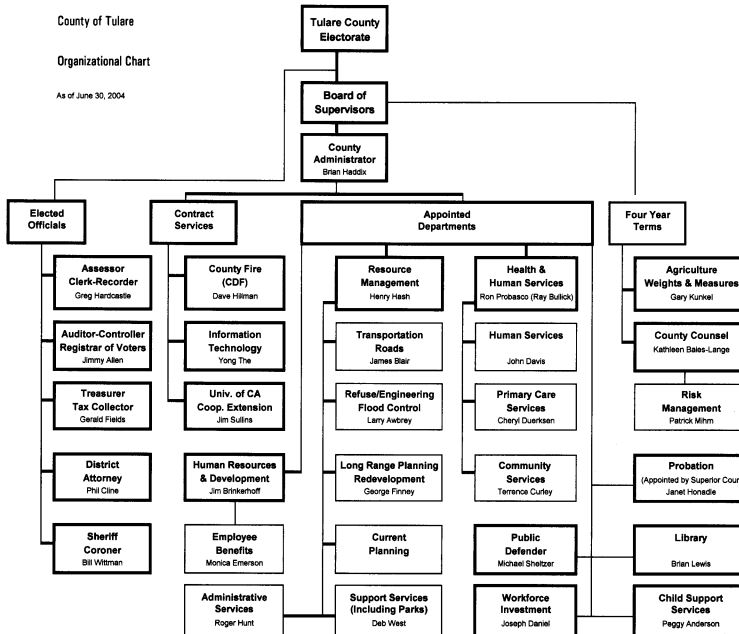 County of Tulare
Organizational Chart
As of June 30, 2004
Tulare County
Electorate
Board of
Supervisors
County
Administrator
Brian Haddix
Elected
Officials
Contract
Services
Appointed
Departments
Four Year
Terms
Assessor
Clerk-Recorder
Greg Hardcastle
County Fire
(CDF)
Dave Hillman
Resource
Management
Henry Hash
Health &
Human Services
Ron Probasco (Ray Bullick)
Agriculture
Weights & Measures
Gary Kunkel
Auditor-Controller
Registrar of Voters
Jimmy Allen
Information
Technology
Yong The
Transportation
Roads
James Blair
Human Services
John Davis
County Counsel
Kathleen Bales-Lange
Treasurer
Tax Collector
Gerald Fields
Univ. of CA
Coop. Extension
Jim Sullins
Refuse/Engineering
Flood Control
Larry Awbrey
Primary Care
Services
Cheryl Duerksen
Risk
Management
Patrick Mihm
District
Attorney
Phil Cline
Human Resources
& Development
Jim Brinkerhoff
Long Range Planning
Redevelopment
George Finney
Community
Services
Terrence Curley
Probation
(Appointed by Superior Cour
Janet Honadle
Sheriff
Coroner
Bill Wittman
Employee
Benefits
Monica Emerson
Current
Planning
Public
Defender
Michael Sheltzer
Library
Brian Lewis
Administrative
Services
Roger Hunt
Support Services
(Including Parks)
Deb West
Workforce
Investment
Joseph Daniel
Child Support
Services
Peggy Anderson